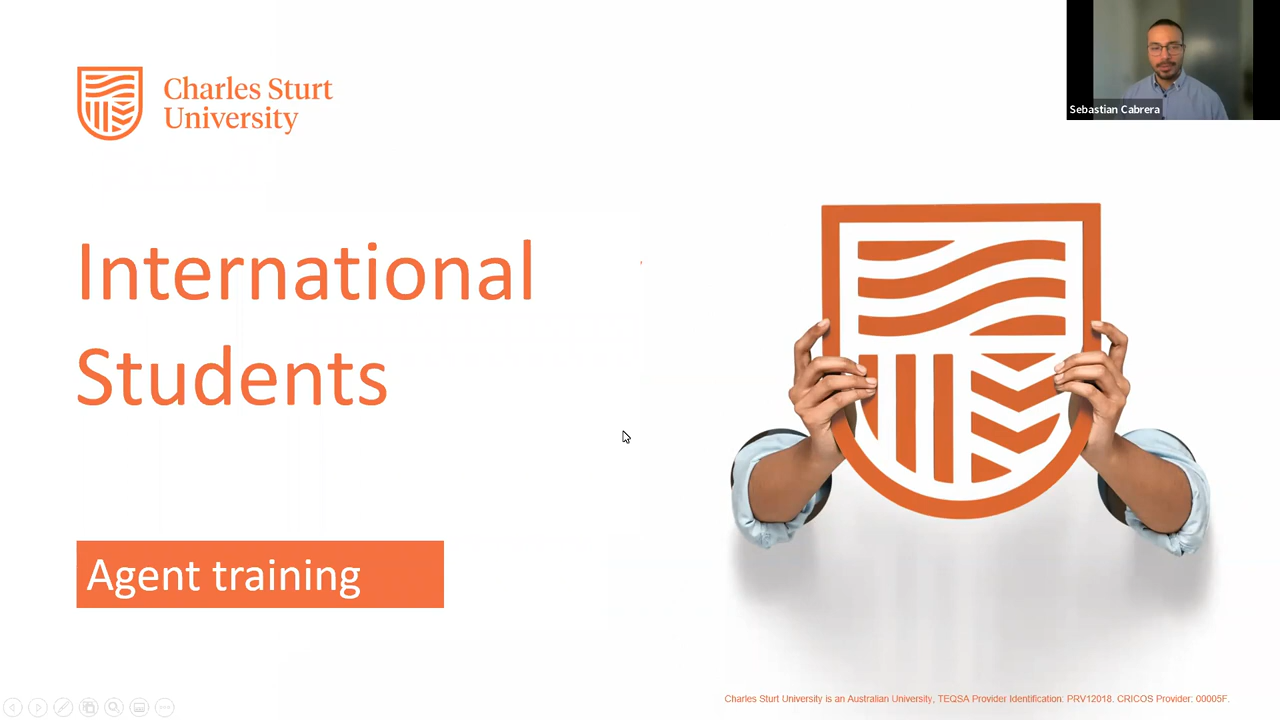 Charles Sturt
University
Sebastian Cabrera
International
Students
Agent training
Charles Sturt University is an Australian University, TEQSA Provider Identification: PRV12018. CRICOS Provider: 00005F.